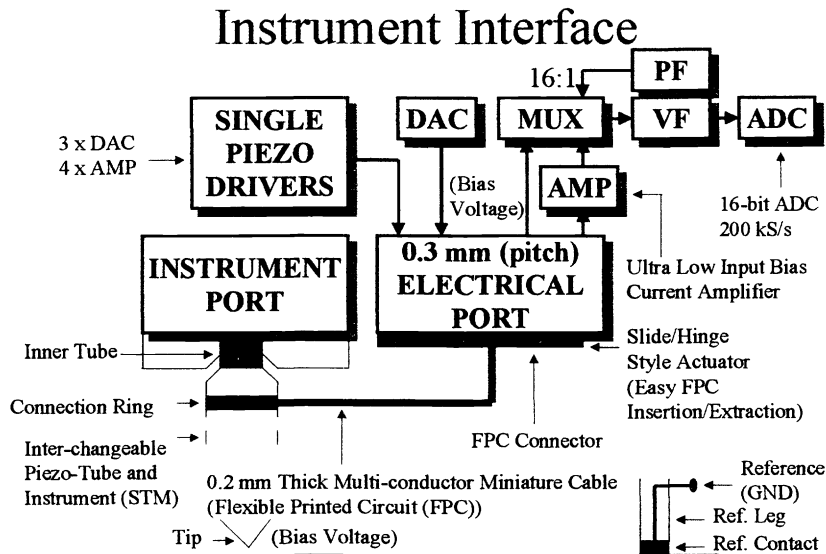 Instrument Interface
16:1
PF
SINGLE
PIEZO
DRIVERS
DAC
MUX
VF
ADC
3 x DAC
4 x AMP
(Bias
Voltage)
AMP
16-bit ADC
200 kS/s
INSTRUMENT
PORT
0.3 mm (pitch)
ELECTRICAL
PORT
Ultra Low Input Bias
Current Amplifier
Inner Tube
Slide/Hinge
Style Actuator
(Easy FPC
Insertion/Extraction)
Connection Ring
FPC Connector
Inter-changeable
Piezo-Tube and
Instrument (STM)
0.2 mm Thick Multi-conductor Miniature Cable
(Flexible Printed Circuit (FPC))
Reference
(GND)
Ref. Leg
Ref. Contact
Tip
(Bias Voltage)